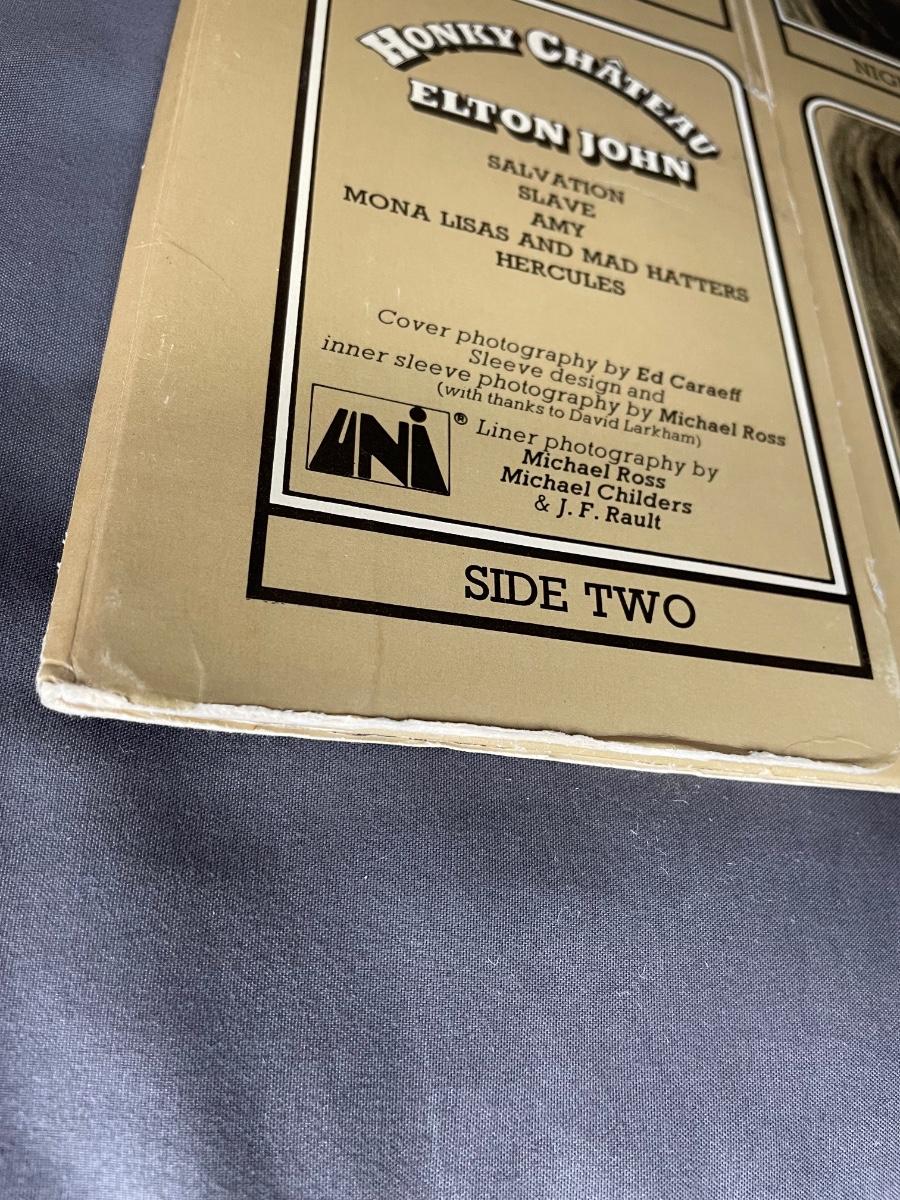 HONKY CHÂTEAU
ELTON JOHN
SALVATION
SLAVE
AMY
MONA LISAS AND MAD HATTERS
HERCULES
Cover photography by Ed Caraeff
Sleeve design and
inner sleeve photography by Michael Ross
(with thanks to David Larkham)
UNI® Liner photography by
Michael Ross
Michael Childers
& J. F. Rault
SIDE TWO
NIG